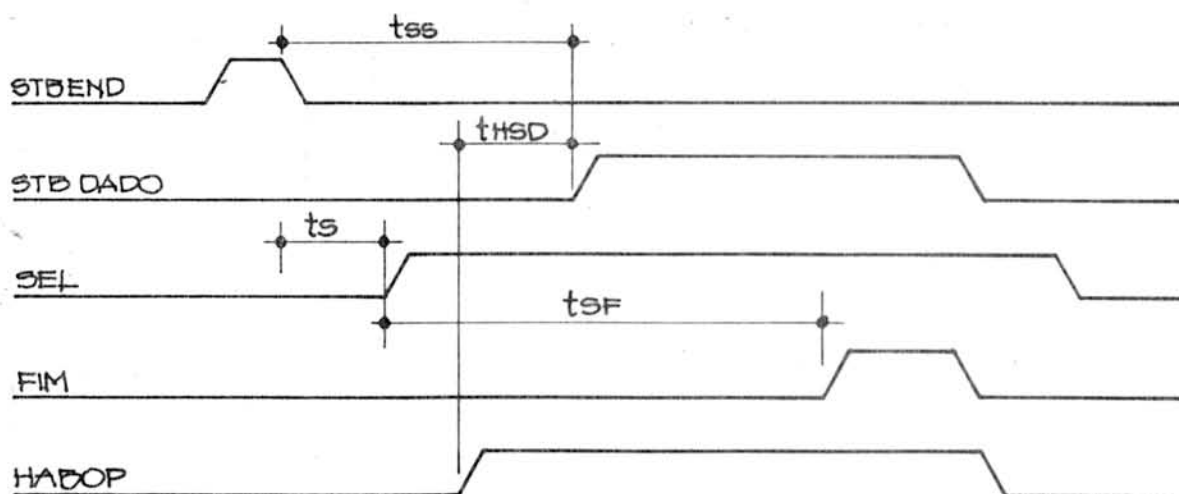 tSS
STBEND
tHSD
STB DADO
tS
SEL
tSF
FIM
HABOP